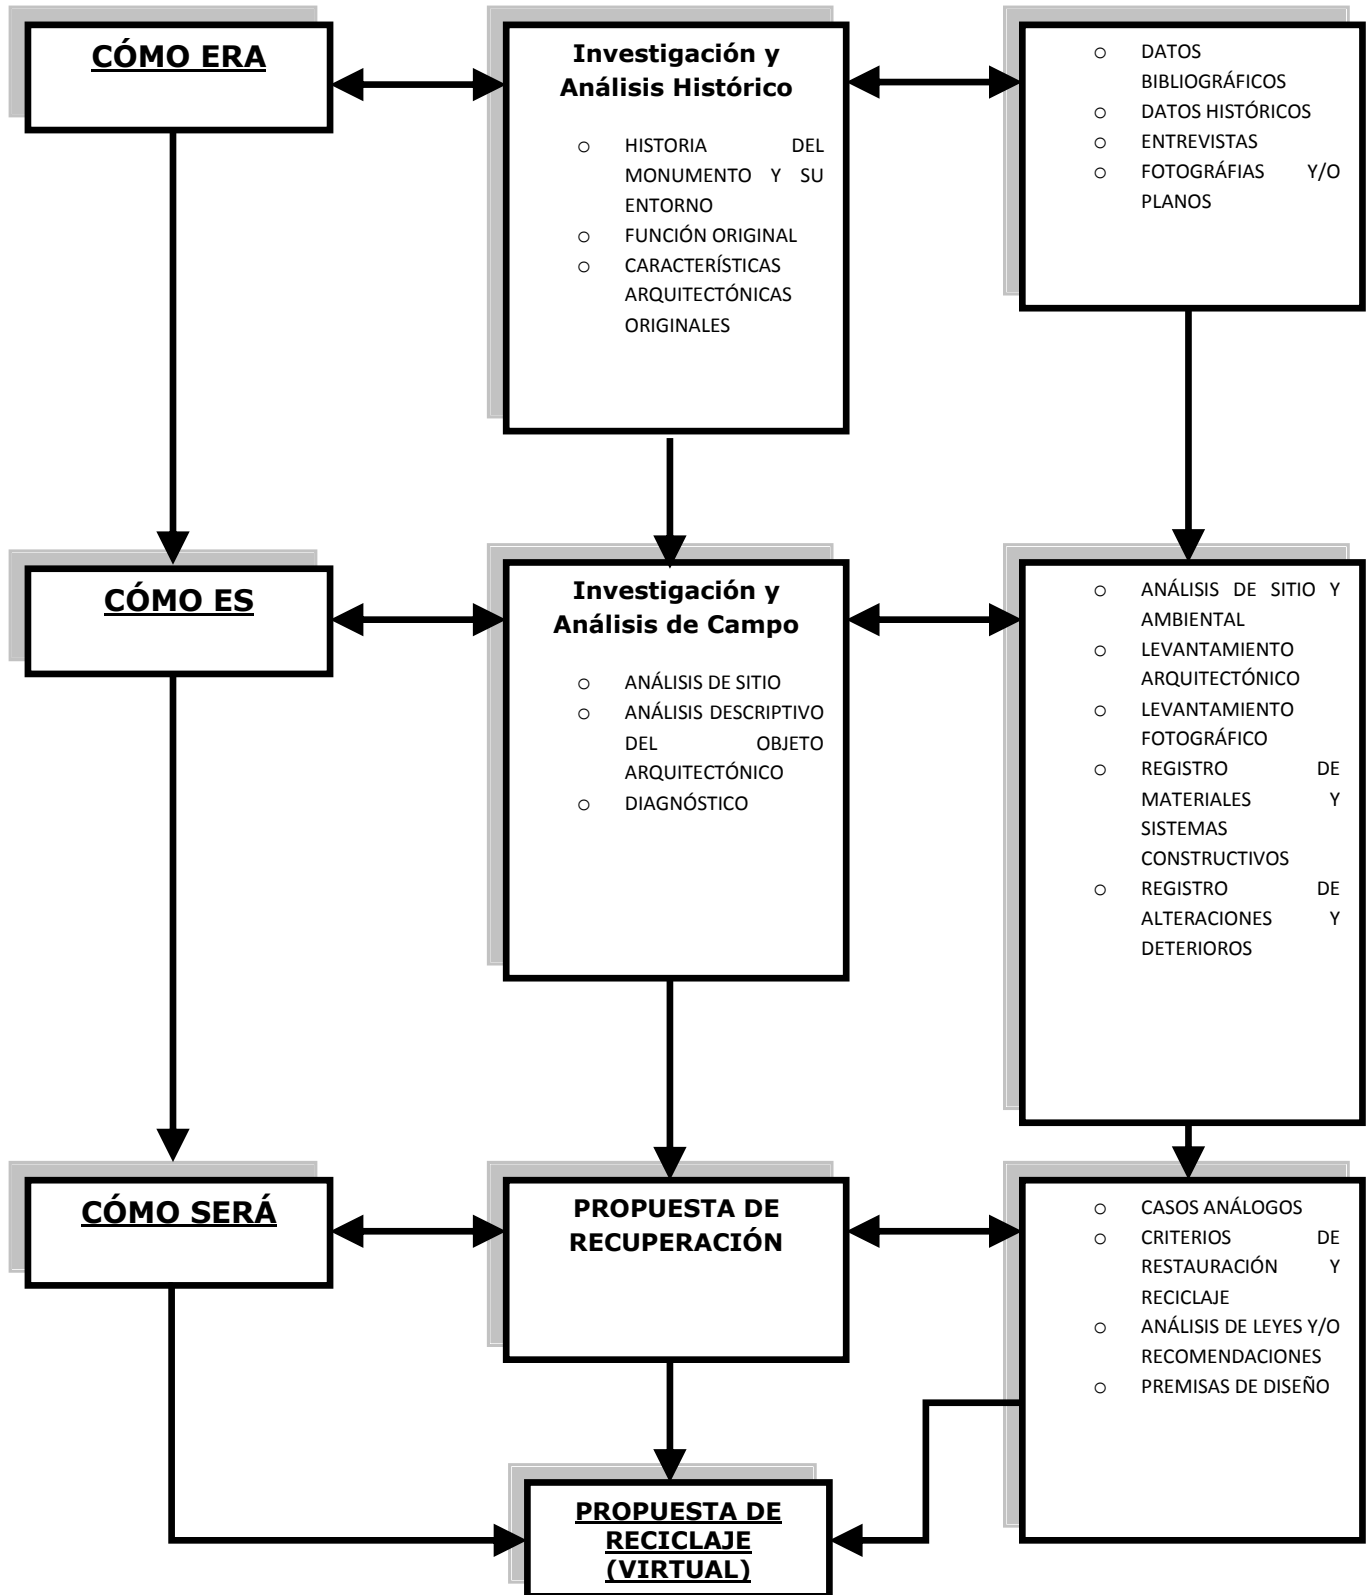 CÓMO ERA
Investigación y
Análisis Histórico
o HISTORIA DEL
MONUMENTO Y SU
ENTORNO
o FUNCIÓN ORIGINAL
o CARACTERÍSTICAS
ARQUITECTÓNICAS
ORIGINALES
o DATOS
BIBLIOGRÁFICOS
o DATOS HISTÓRICOS
o ENTREVISTAS
o FOTOGRÁFIAS Y/O
PLANOS
CÓMO ES
Investigación y
Análisis de Campo
o ANÁLISIS DE SITIO
o ANÁLISIS DESCRIPTIVO
DEL OBJETO
ARQUITECTÓNICO
o DIAGNÓSTICO
o ANÁLISIS DE SITIO Y
AMBIENTAL
o LEVANTAMIENTO
ARQUITECTÓNICO
o LEVANTAMIENTO
FOTOGRÁFICO
o REGISTRO DE
MATERIALES Y
SISTEMAS
CONSTRUCTIVOS
o REGISTRO DE
ALTERACIONES Y
DETERIOROS
CÓMO SERÁ
PROPUESTA DE
RECUPERACIÓN
o CASOS ANÁLOGOS
o CRITERIOS DE
RESTAURACIÓN Y
RECICLAJE
o ANÁLISIS DE LEYES Y/O
RECOMENDACIONES
o PREMISAS DE DISEÑO
PROPUESTA DE
RECICLAJE
(VIRTUAL)